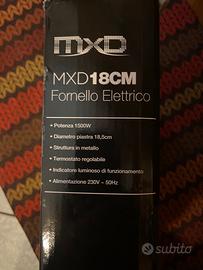 MXD
MXD18CM
Fornello Elettrico
• Potenza 1500W
• Diametro piastra 18,5cm
• Struttura in metallo
• Termostato regolabile
• Indicatore luminoso di funzionamento
• Alimentazione 230V ~ 50Hz
subito